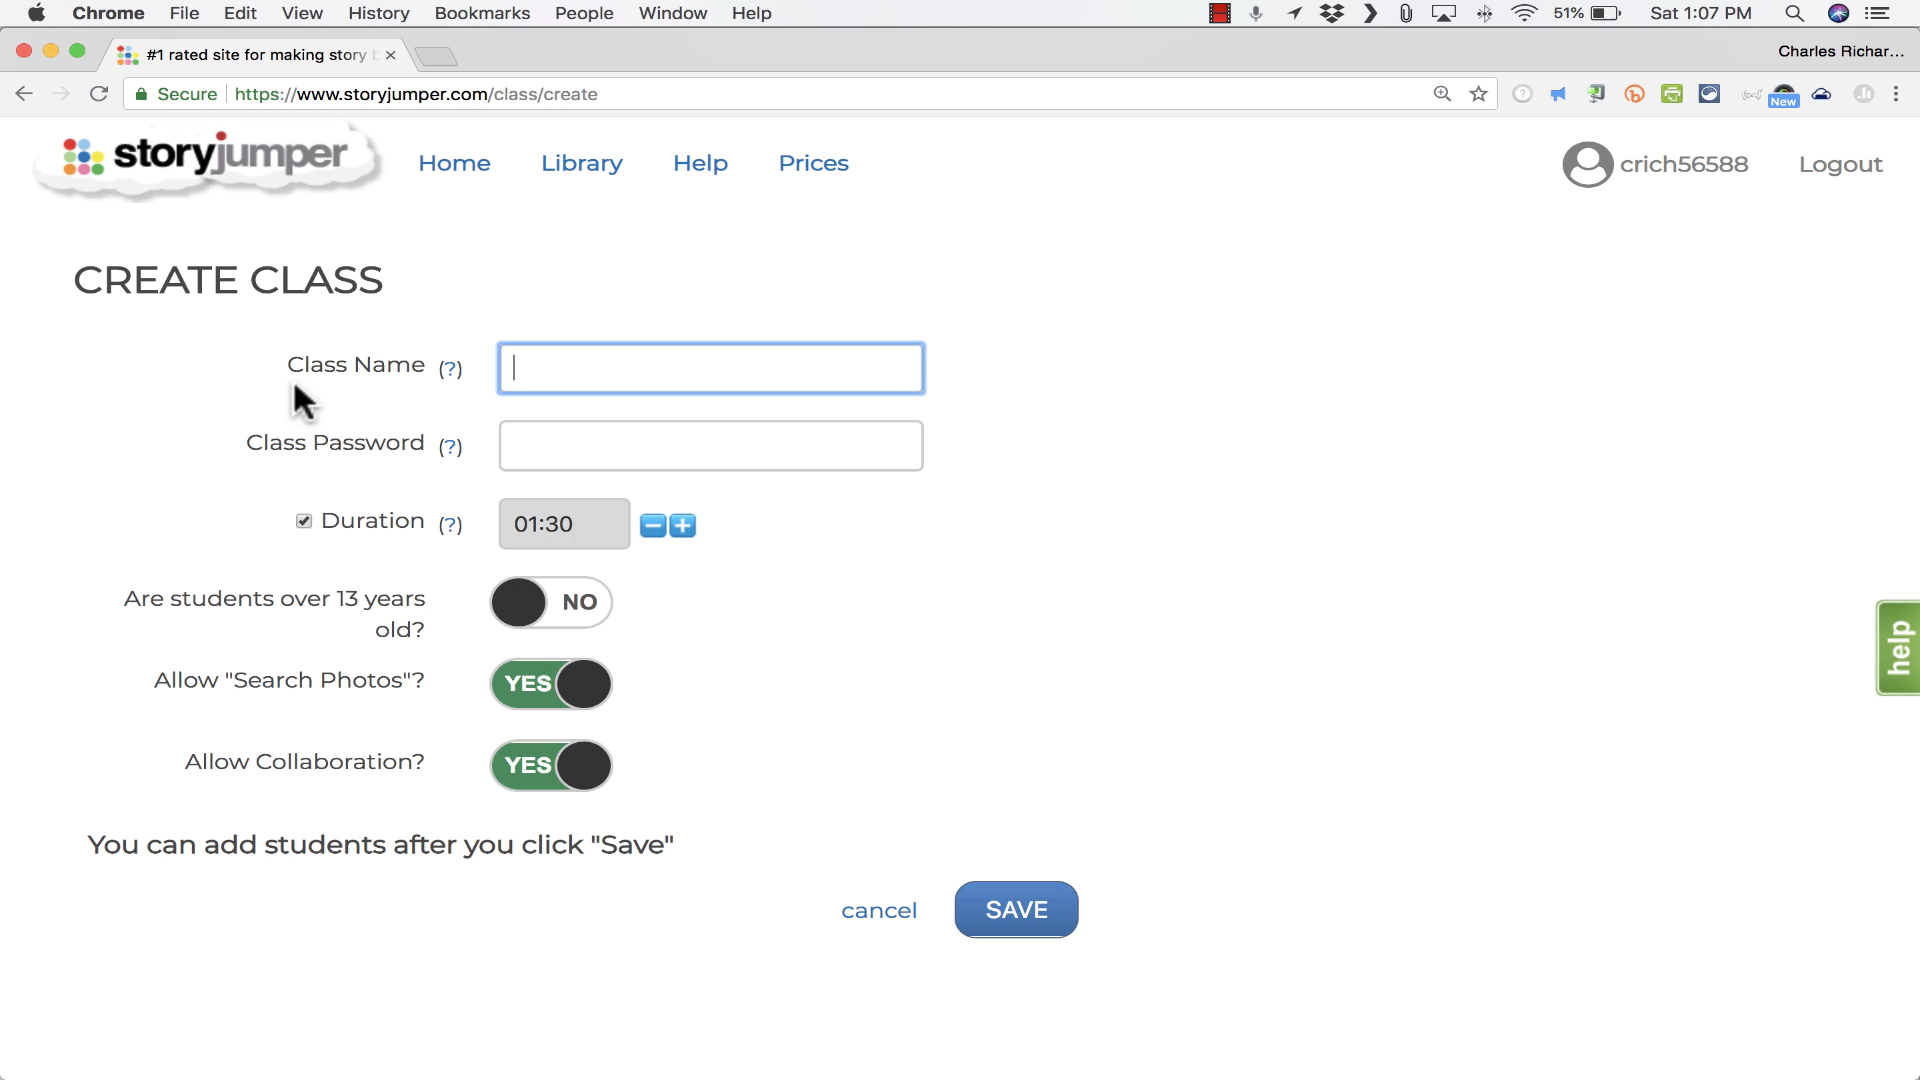 Chrome File Edit View History Bookmarks People Window Help 51% Sat 1:07 PM
#1 rated site for making story Charles Richar...
Secure https://www.storyjumper.com/class/create New
storyjumper Home Library Help Prices crich56588 Logout
CREATE CLASS
Class Name (?)
Class Password (?)
Duration (?) 01:30
Are students over 13 years
old?
NO
help
Allow "Search Photos"? YES
Allow Collaboration? YES
You can add students after you click "Save"
cancel SAVE